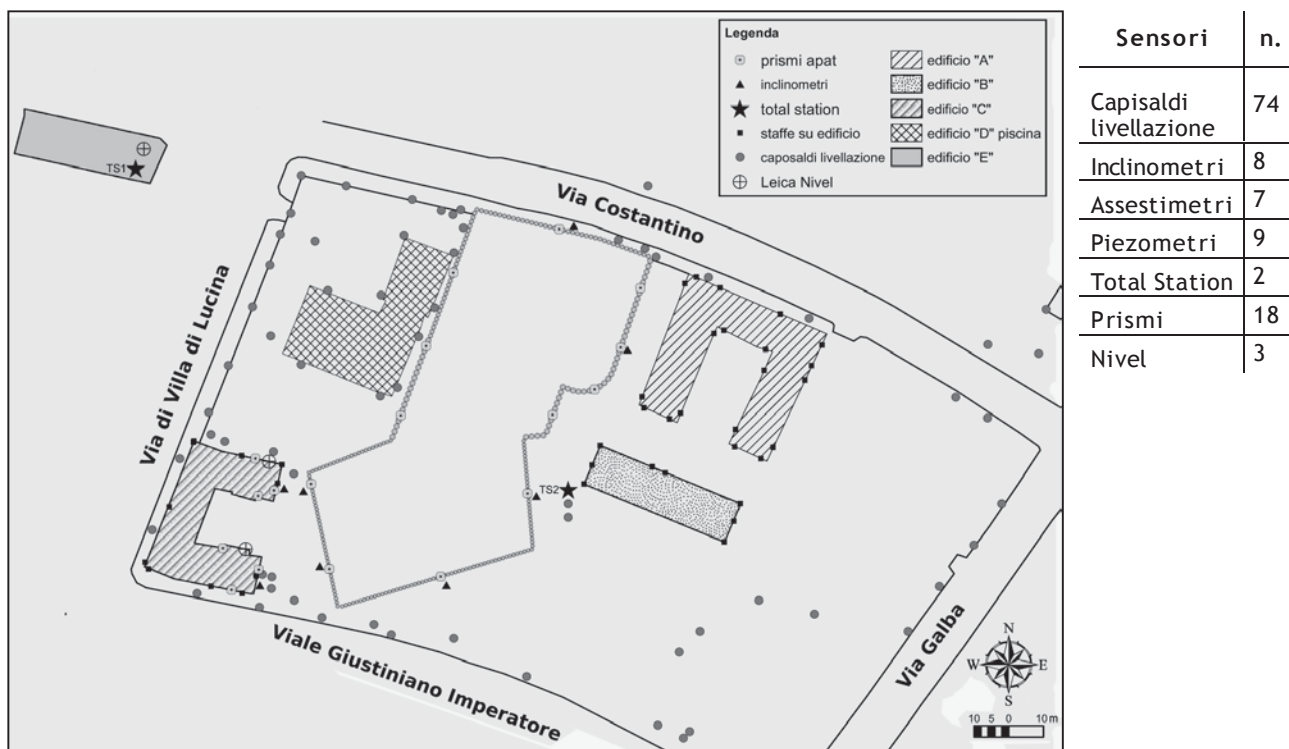 Legenda
prismi apat
inclinometri
total station
staffe su edificio
caposaldi livellazione
Leica Nivel
edificio "A"
edificio "B"
edificio "C"
edificio "D" piscina
edificio "E"
TS1
Via Costantino
Via di Villa di Lucina
TS2
Viale Giustiniano Imperatore
Via Galba
N
W E
S
10 5 0 10m
Sensori n.
Capisaldi
livellazione 74
Inclinometri 8
Assestimetri 7
Piezometri 9
Total Station 2
Prismi 18
Nivel 3